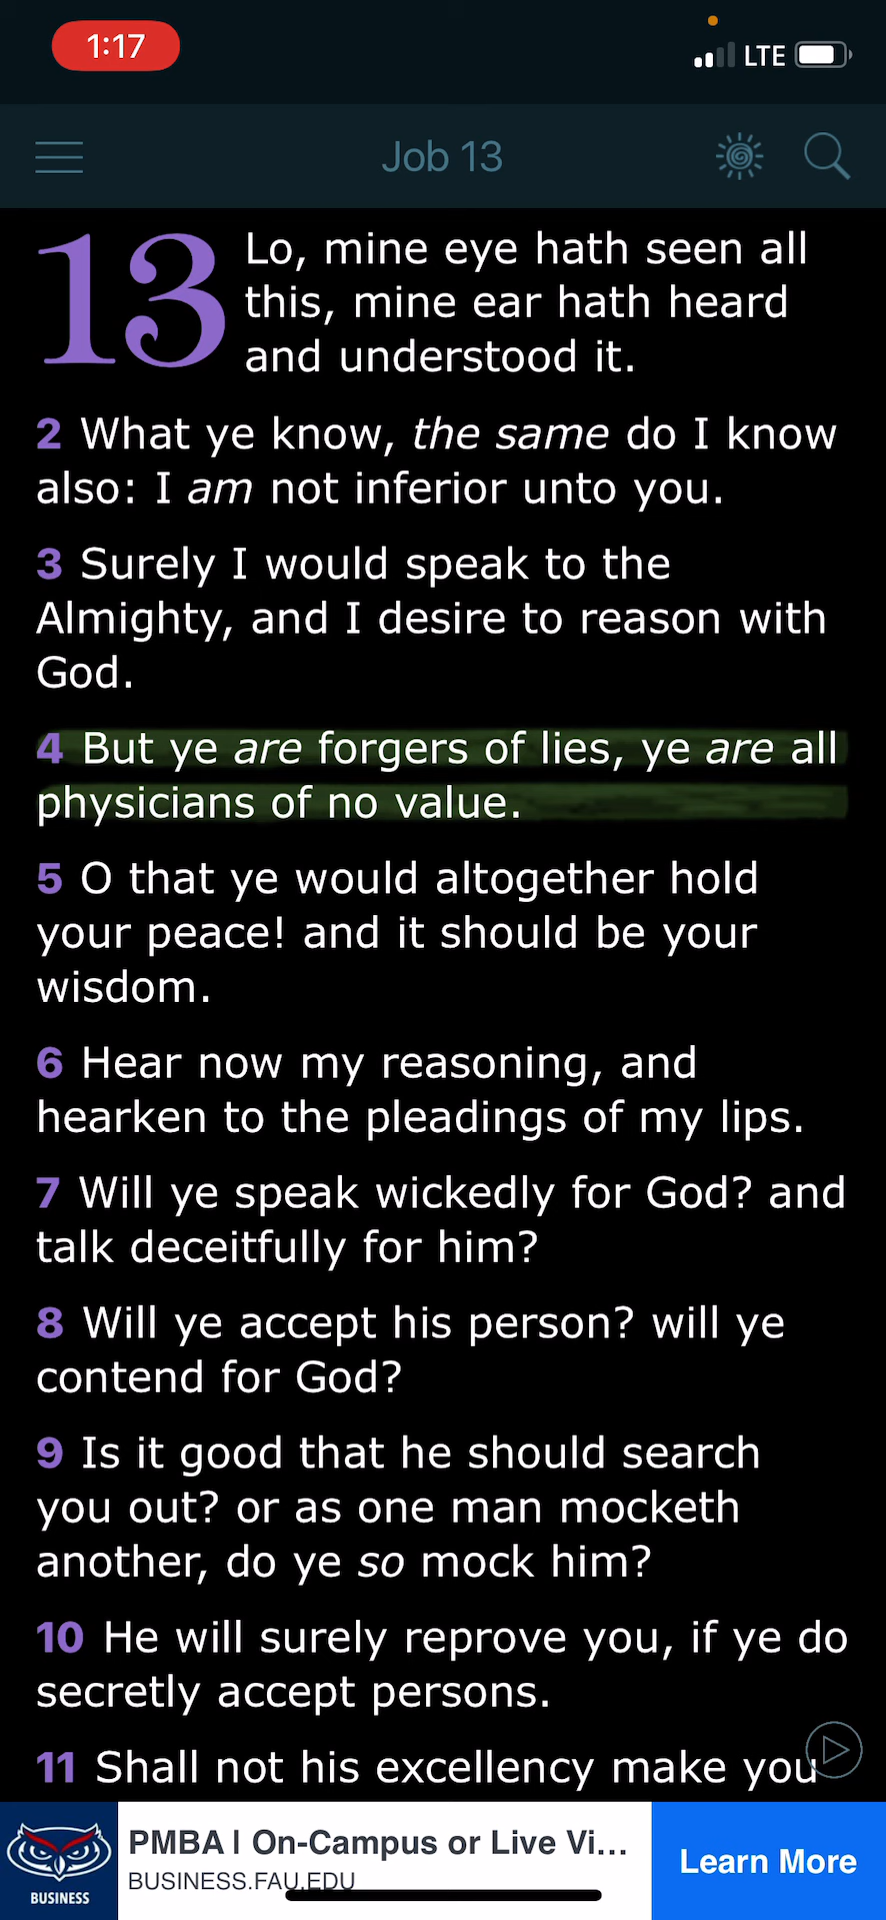 1:17
LTE
Job 13
13 Lo, mine eye hath seen all
this, mine ear hath heard
and understood it.
2 What ye know, the same do I know
also: I am not inferior unto you.
3 Surely I would speak to the
Almighty, and I desire to reason with
God.
4 But ye are forgers of lies, ye are all
physicians of no value.
5 O that ye would altogether hold
your peace! and it should be your
wisdom.
6 Hear now my reasoning, and
hearken to the pleadings of my lips.
7 Will ye speak wickedly for God? and
talk deceitfully for him?
8 Will ye accept his person? will ye
contend for God?
9 Is it good that he should search
you out? or as one man mocketh
another, do ye so mock him?
10 He will surely reprove you, if ye do
secretly accept persons.
11 Shall not his excellency make you
PMBA | On-Campus or Live Vi...
BUSINESS.FAU.EDU
BUSINESS
Learn More